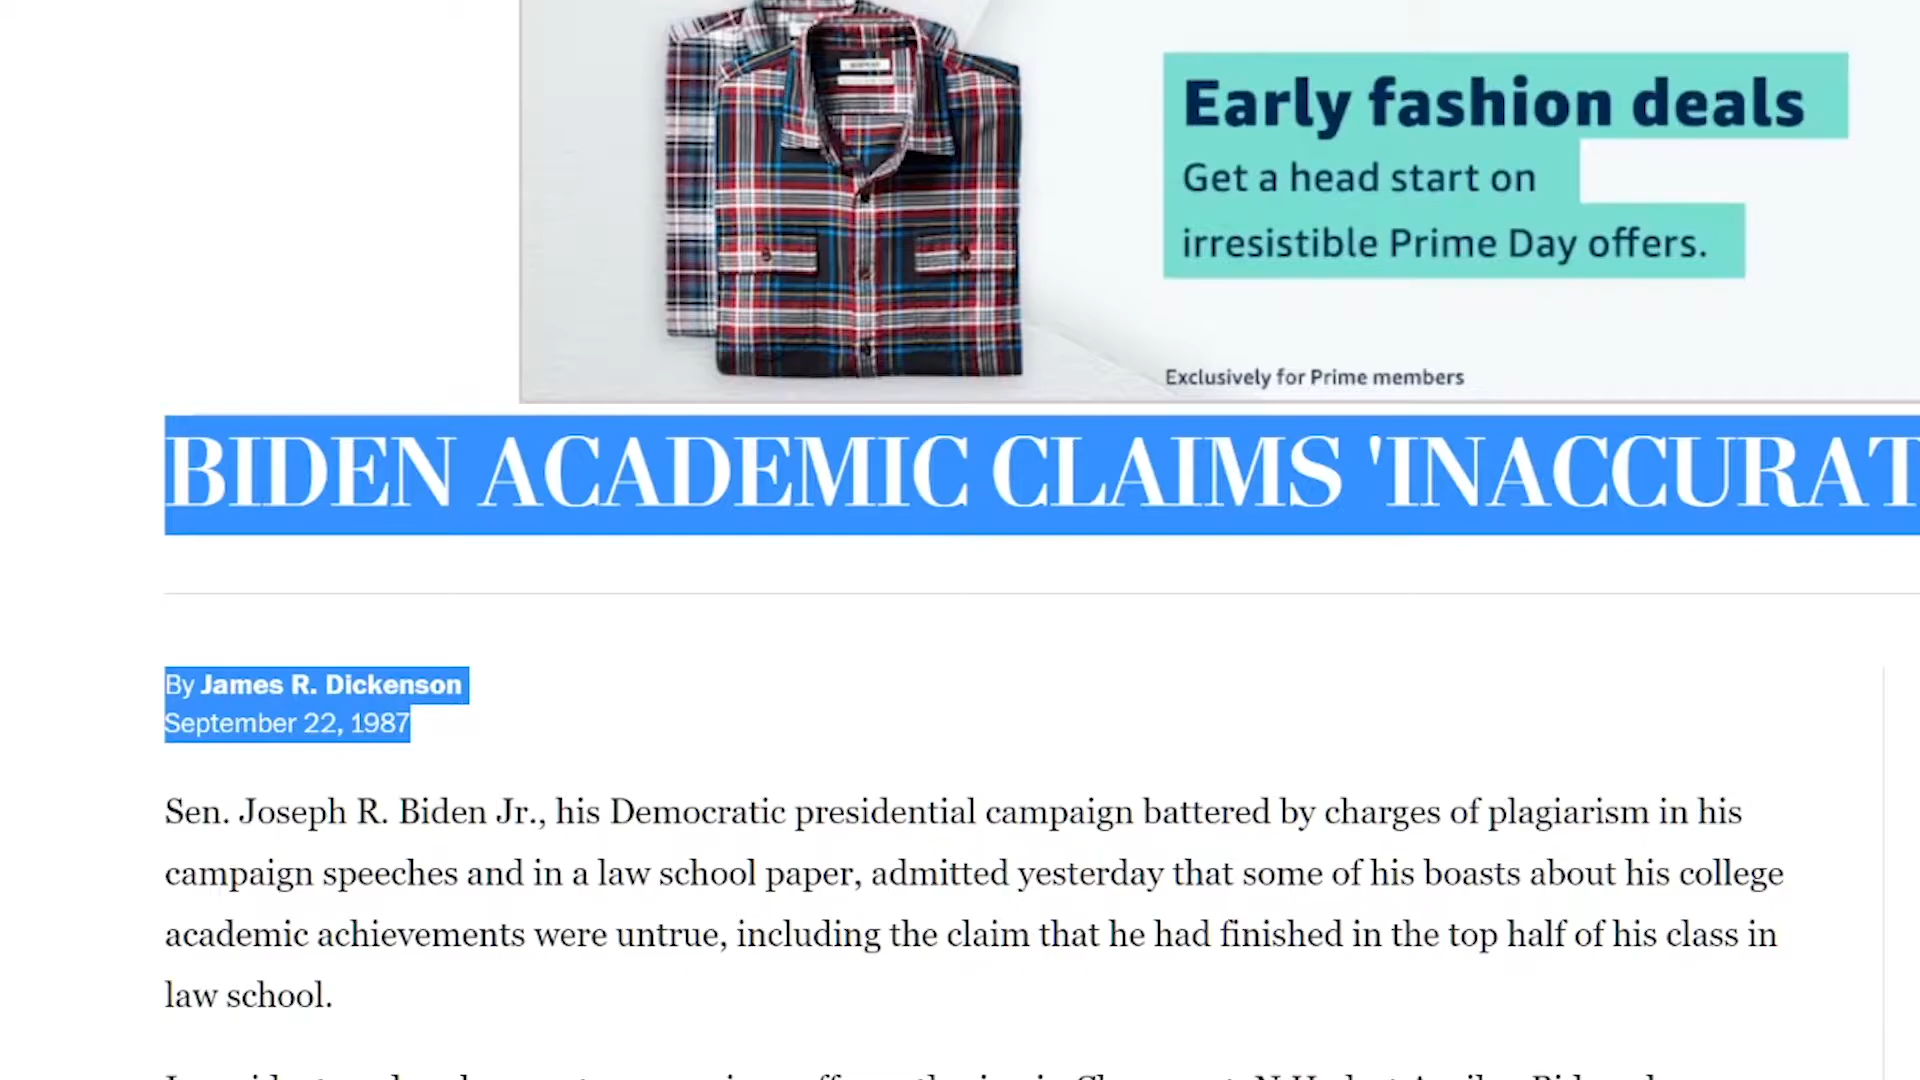 Early fashion deals
Get a head start on
irresistible Prime Day offers.
Exclusively for Prime members
BIDEN ACADEMIC CLAIMS 'INACCURAT
By James R. Dickenson
September 22, 1987
Sen. Joseph R. Biden Jr., his Democratic presidential campaign battered by charges of plagiarism in his
campaign speeches and in a law school paper, admitted yesterday that some of his boasts about his college
academic achievements were untrue, including the claim that he had finished in the top half of his class in
law school.